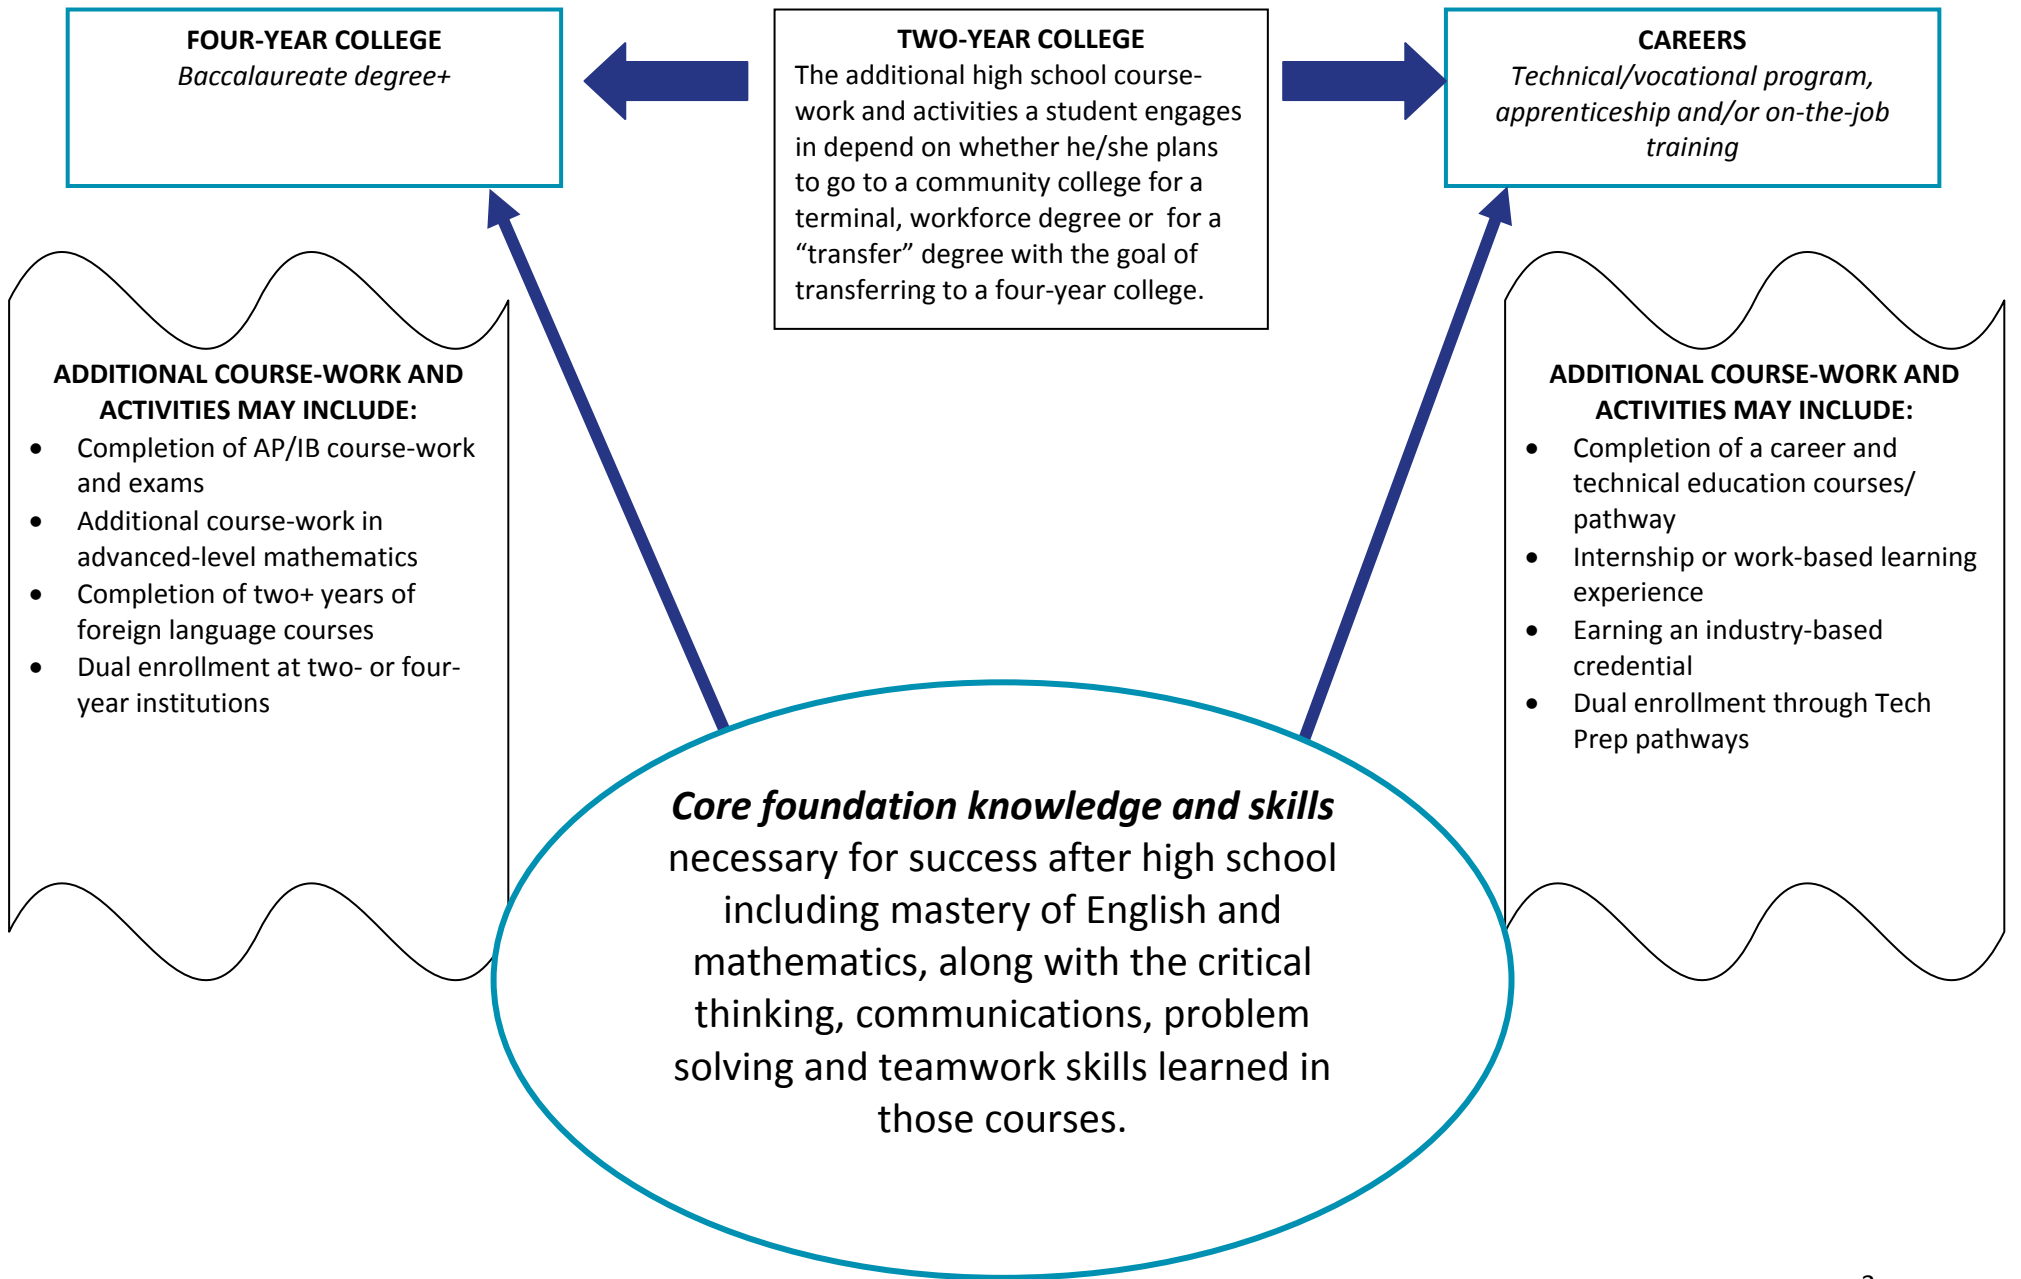 FOUR-YEAR COLLEGE
Baccalaureate degree+
TWO-YEAR COLLEGE
The additional high school course-
work and activities a student engages
in depend on whether he/she plans
to go to a community college for a
terminal, workforce degree or for a
“transfer” degree with the goal of
transferring to a four-year college.
CAREERS
Technical/vocational program,
apprenticeship and/or on-the-job
training
ADDITIONAL COURSE-WORK AND
ACTIVITIES MAY INCLUDE:
• Completion of AP/IB course-work
and exams
• Additional course-work in
advanced-level mathematics
• Completion of two+ years of
foreign language courses
• Dual enrollment at two- or four-
year institutions
ADDITIONAL COURSE-WORK AND
ACTIVITIES MAY INCLUDE:
• Completion of a career and
technical education courses/
pathway
• Internship or work-based learning
experience
• Earning an industry-based
credential
• Dual enrollment through Tech
Prep pathways
Core foundation knowledge and skills
necessary for success after high school
including mastery of English and
mathematics, along with the critical
thinking, communications, problem
solving and teamwork skills learned in
those courses.